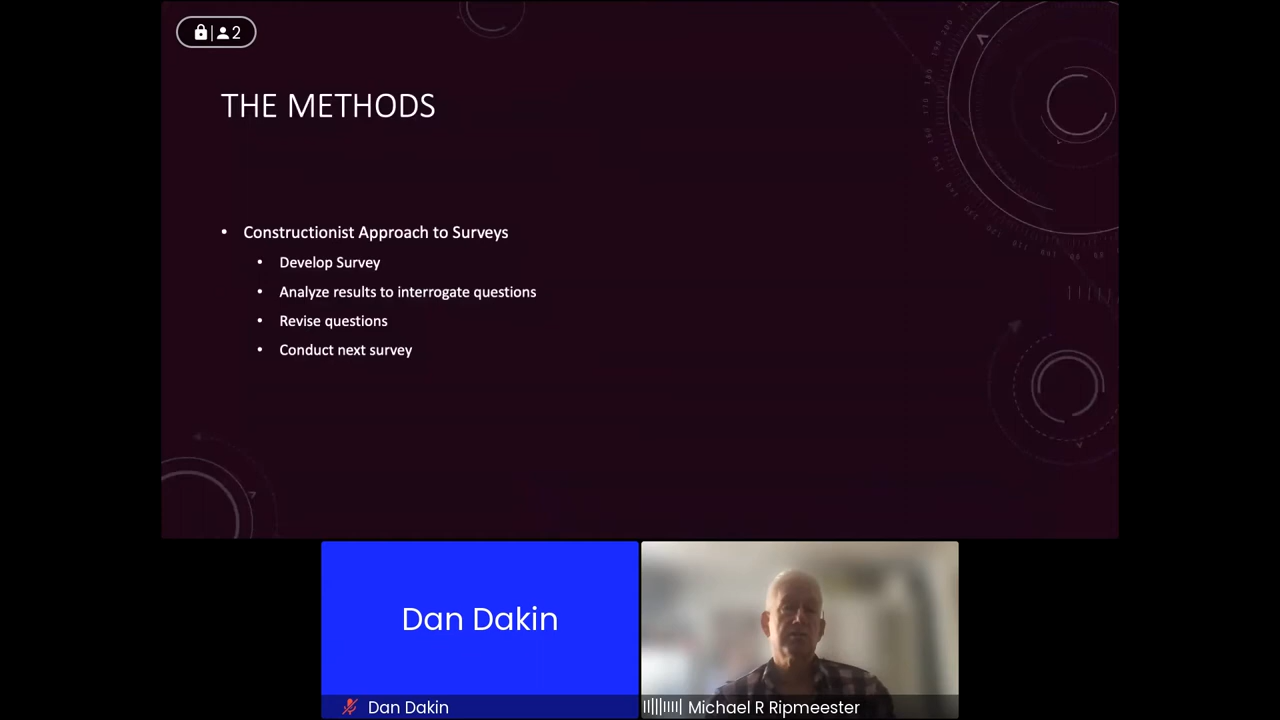 2
THE METHODS
• Constructionist Approach to Surveys
• Develop Survey
• Analyze results to interrogate questions
• Revise questions
• Conduct next survey
Dan Dakin
Dan Dakin
Michael R Ripmeester